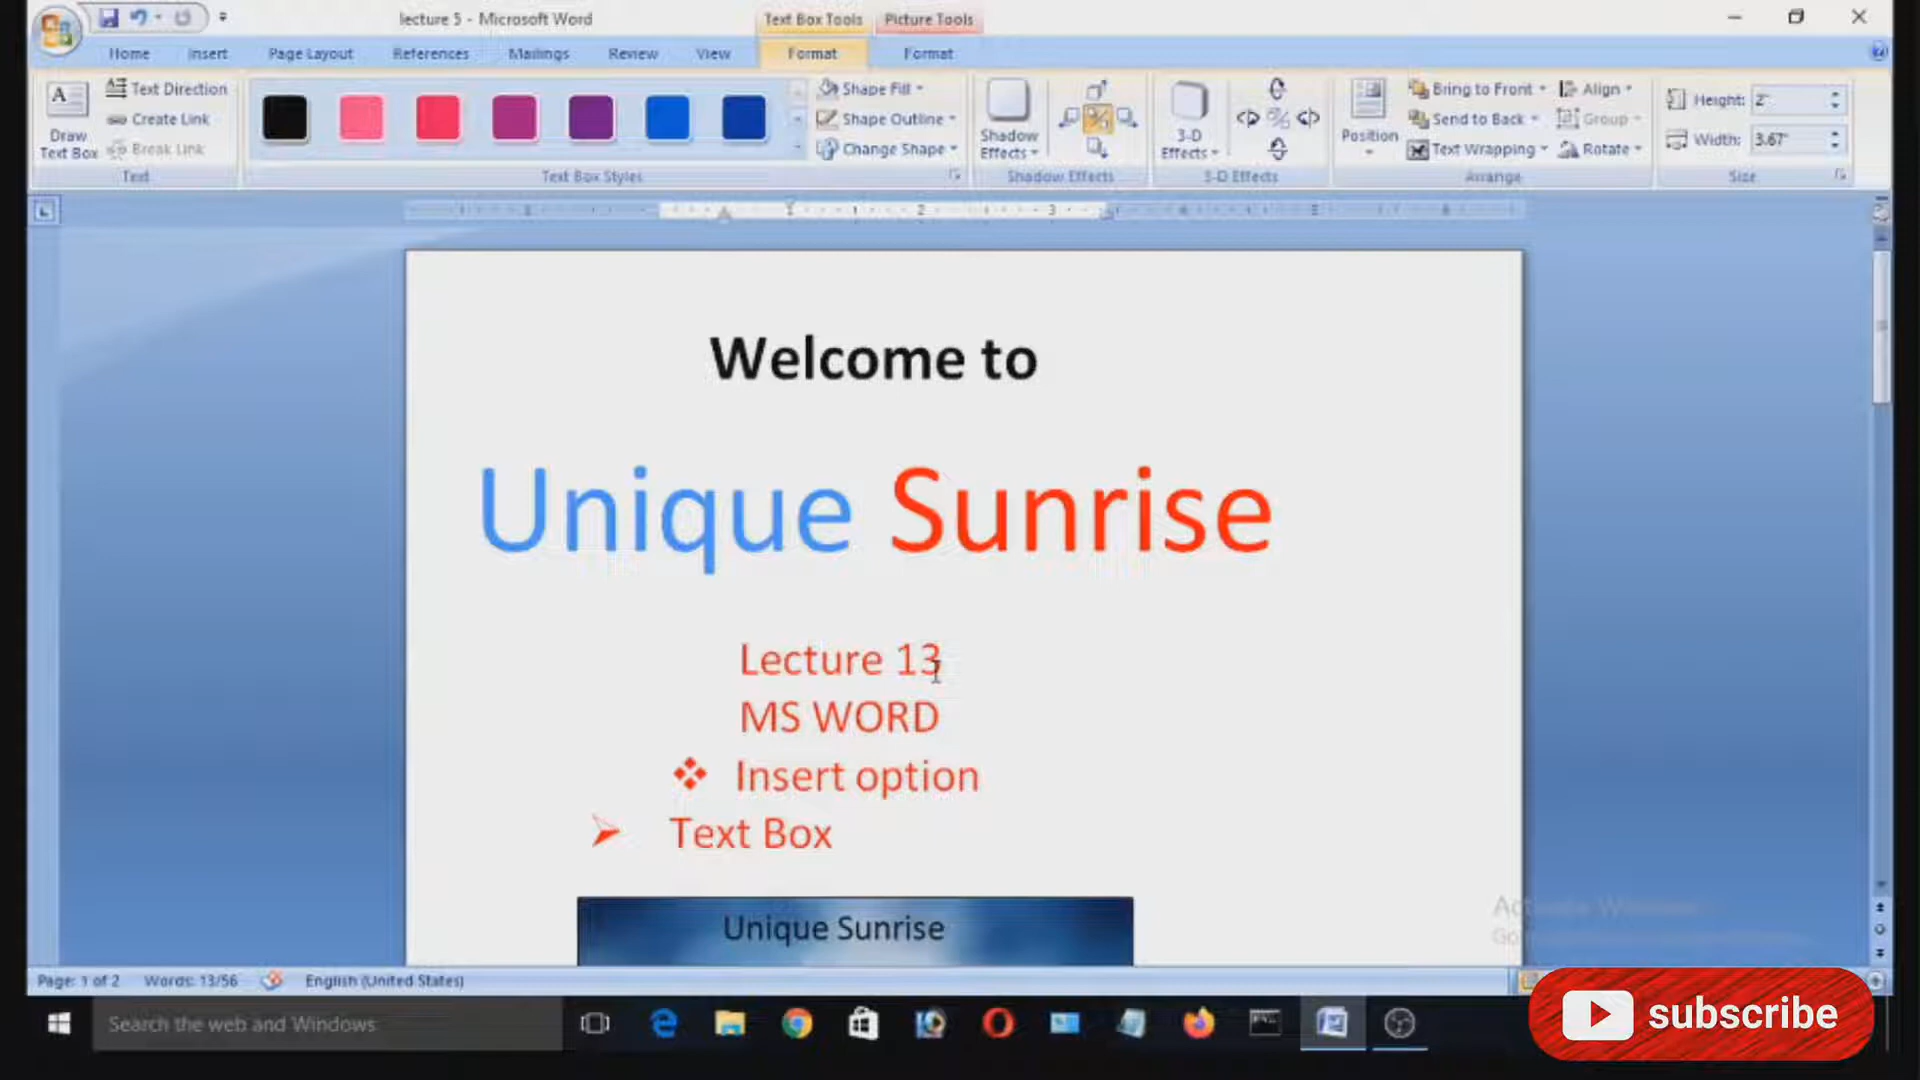 lecture 5 - Microsoft Word
Text Box Tools
Picture Tools
Home
Insert
Page Layout
References
Mailings
Review
View
Format
Format
Draw Text Box
Text Direction
Create Link
Break Link
Text
Text Box Styles
Shape Fill
Shape Outline
Change Shape
Shadow Effects
Shadow Effects
3-D Effects
3-D Effects
Position
Bring to Front
Send to Back
Text Wrapping
Align
Group
Rotate
Arrange
Height: 2"
Width: 3.67"
Size
Welcome to
Unique Sunrise
Lecture 13
MS WORD
Insert option
Text Box
Unique Sunrise
Page: 1 of 2
Words: 13/56
English (United States)
Search the web and Windows
subscribe